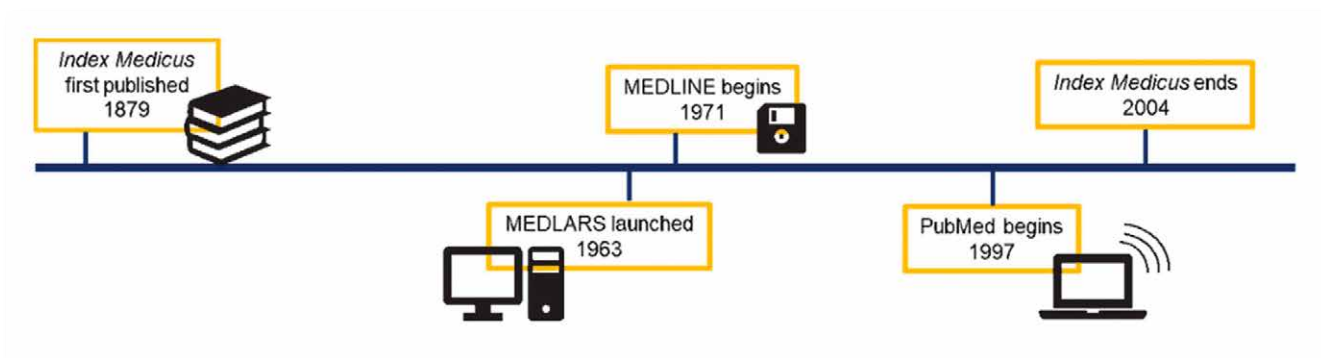 Index Medicus
first published
1879
MEDLARS launched
1963
MEDLINE begins
1971
PubMed begins
1997
Index Medicus ends
2004